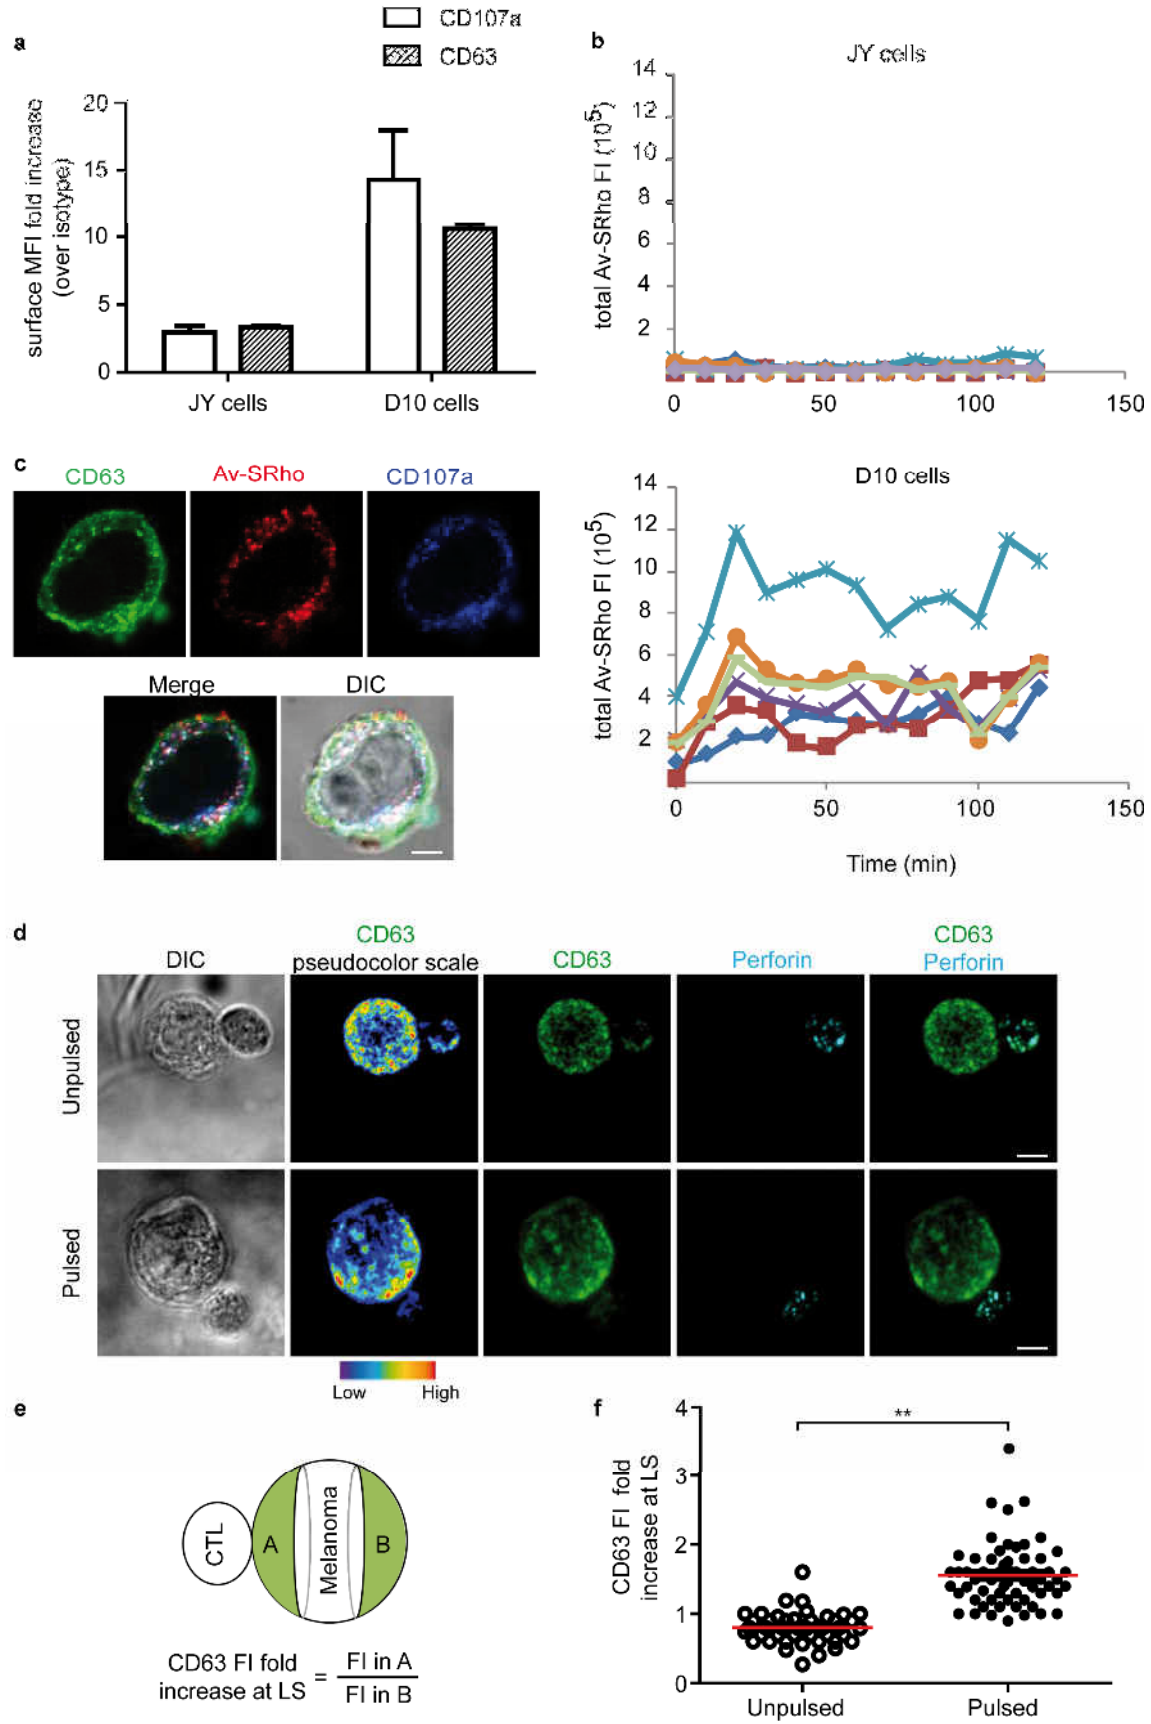 a
CD107a
CD63
surface MFI fold increase
(over isotype)
20
15
10
5
0
JY cells
D10 cells
b
JY cells
total Av-SRho FI (10⁵)
14
12
10
8
6
4
2
0
50
100
150
D10 cells
total Av-SRho FI (10⁵)
14
12
10
8
6
4
2
0
50
100
150
Time (min)
c
CD63
Av-SRho
CD107a
Merge
DIC
d
DIC
CD63
pseudocolor scale
CD63
Perforin
CD63
Perforin
Unpulsed
Pulsed
Low
High
e
CTL
A
Melanoma
B
CD63 FI fold
increase at LS
=
FI in A
FI in B
f
CD63 FI fold
increase at LS
4
3
2
1
0
**
Unpulsed
Pulsed